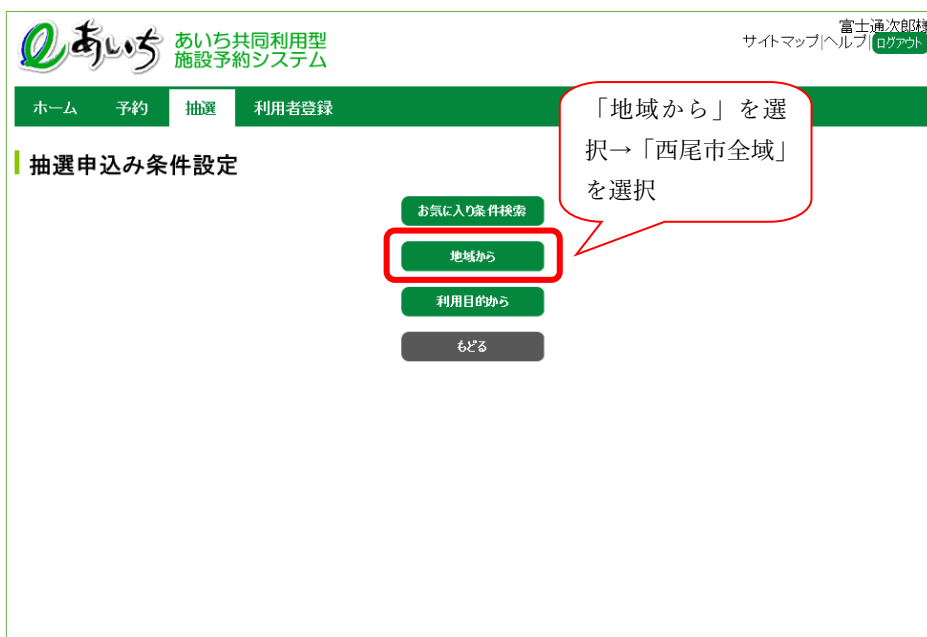 あいち
あいち共同利用型
施設予約システム
富士通次郎様
サイトマップ|ヘルプ|ログアウト
ホーム 予約 抽選 利用者登録
抽選申込み条件設定
「地域から」を選
択→「西尾市全域」
を選択
お気に入り条件検索
地域から
利用目的から
もどる